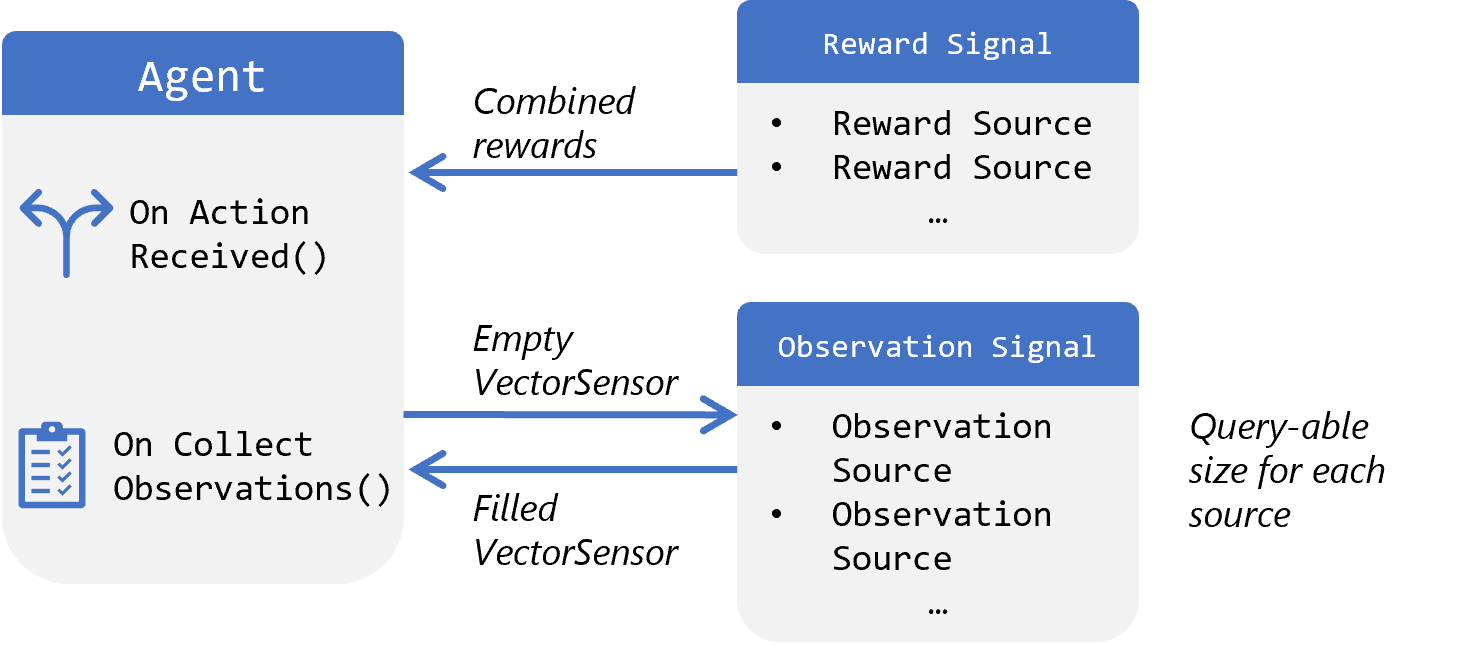 Agent
On Action
Received()
On Collect
Observations()
Combined
rewards
Empty
VectorSensor
Filled
VectorSensor
Reward Signal
• Reward Source
• Reward Source
…
Observation Signal
• Observation
Source
• Observation
Source
…
Query-able
size for each
source